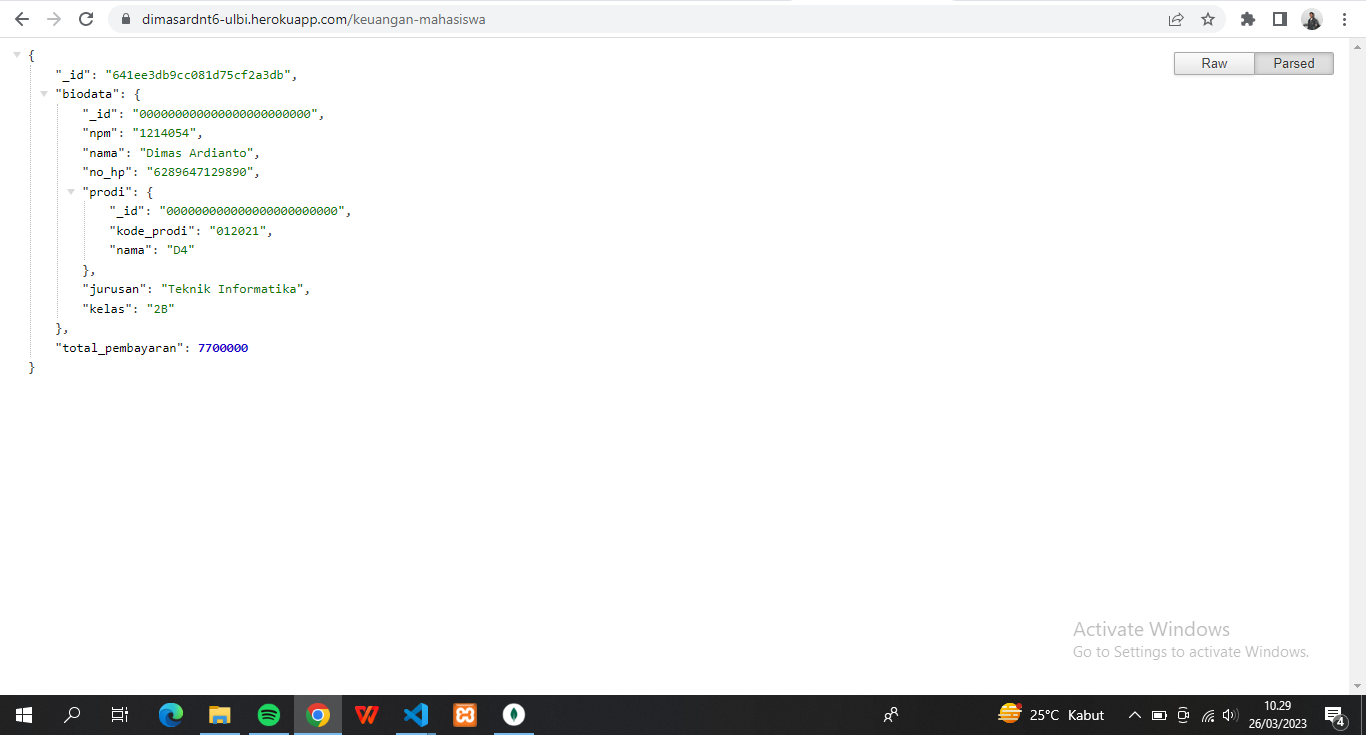 dimasardnt6-ulbi.herokuapp.com/keuangan-mahasiswa
Raw Parsed
{
"_id": "641ee3db9cc081d75cf2a3db",
"biodata": {
"_id": "000000000000000000000000",
"npm": "1214054",
"nama": "Dimas Ardianto",
"no_hp": "6289647129890",
"prodi": {
"_id": "000000000000000000000000",
"kode_prodi": "012021",
"nama": "D4"
},
"jurusan": "Teknik Informatika",
"kelas": "2B"
},
"total_pembayaran": 7700000
}
Activate Windows
Go to Settings to activate Windows.
25°C Kabut
10.29
26/03/2023
4